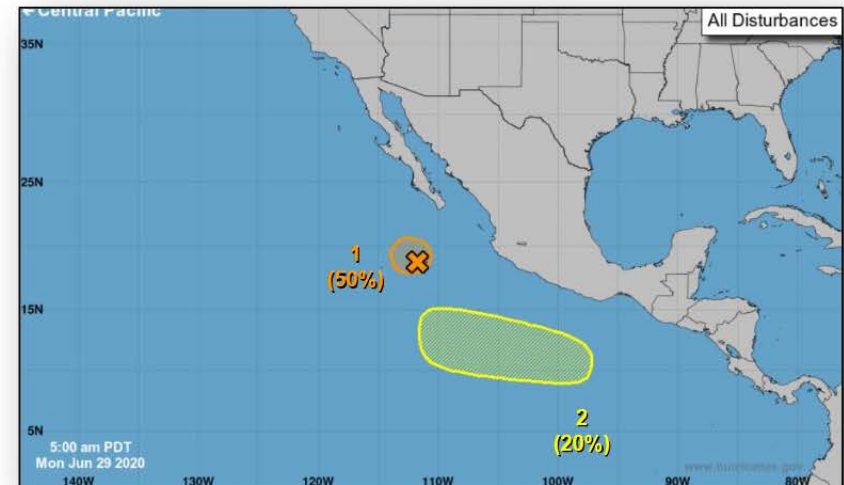 Central Pacific
All Disturbances
35N
25N
1
(50%)
15N
2
(20%)
5N
5:00 am PDT
Mon Jun 29 2020
www.hurricanes.gov
140W 130W 120W 110W 100W 90W 80W